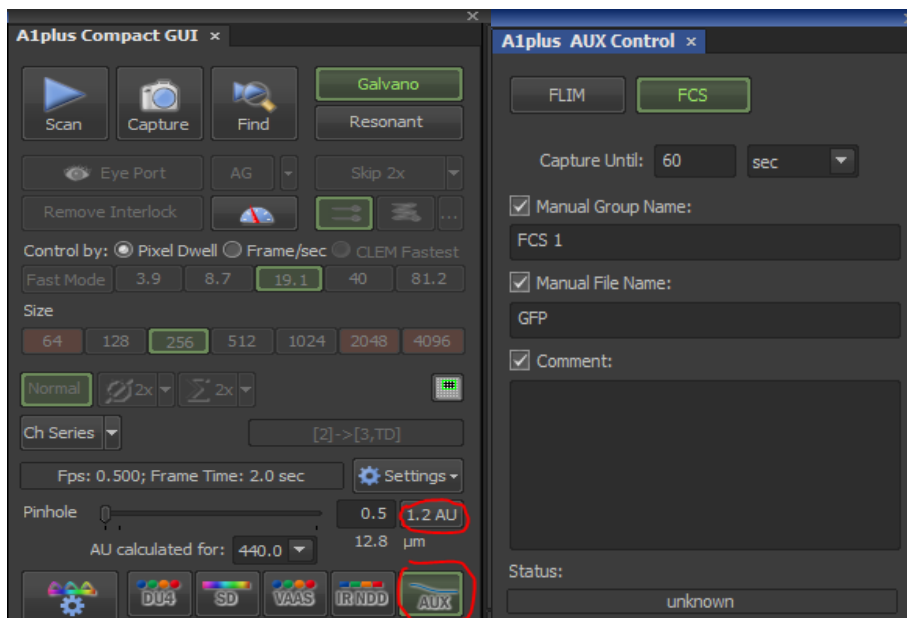 A1plus Compact GUI
Scan
Capture
Find
Galvano
Resonant
Eye Port
AG
Skip 2x
Remove Interlock
...
Control by: Pixel Dwell Frame/sec CLEM Fastest
Fast Mode 3.9 8.7 19.1 40 81.2
Size
64 128 256 512 1024 2048 4096
Normal 2x 2x
Ch Series [2]->[3,TD]
Fps: 0.500; Frame Time: 2.0 sec Settings
Pinhole 0.5 1.2 AU
AU calculated for: 440.0 12.8 µm
DU4 SD VAAS IR NDD AUX
A1plus AUX Control
FLIM FCS
Capture Until: 60 sec
Manual Group Name:
FCS 1
Manual File Name:
GFP
Comment:
Status:
unknown